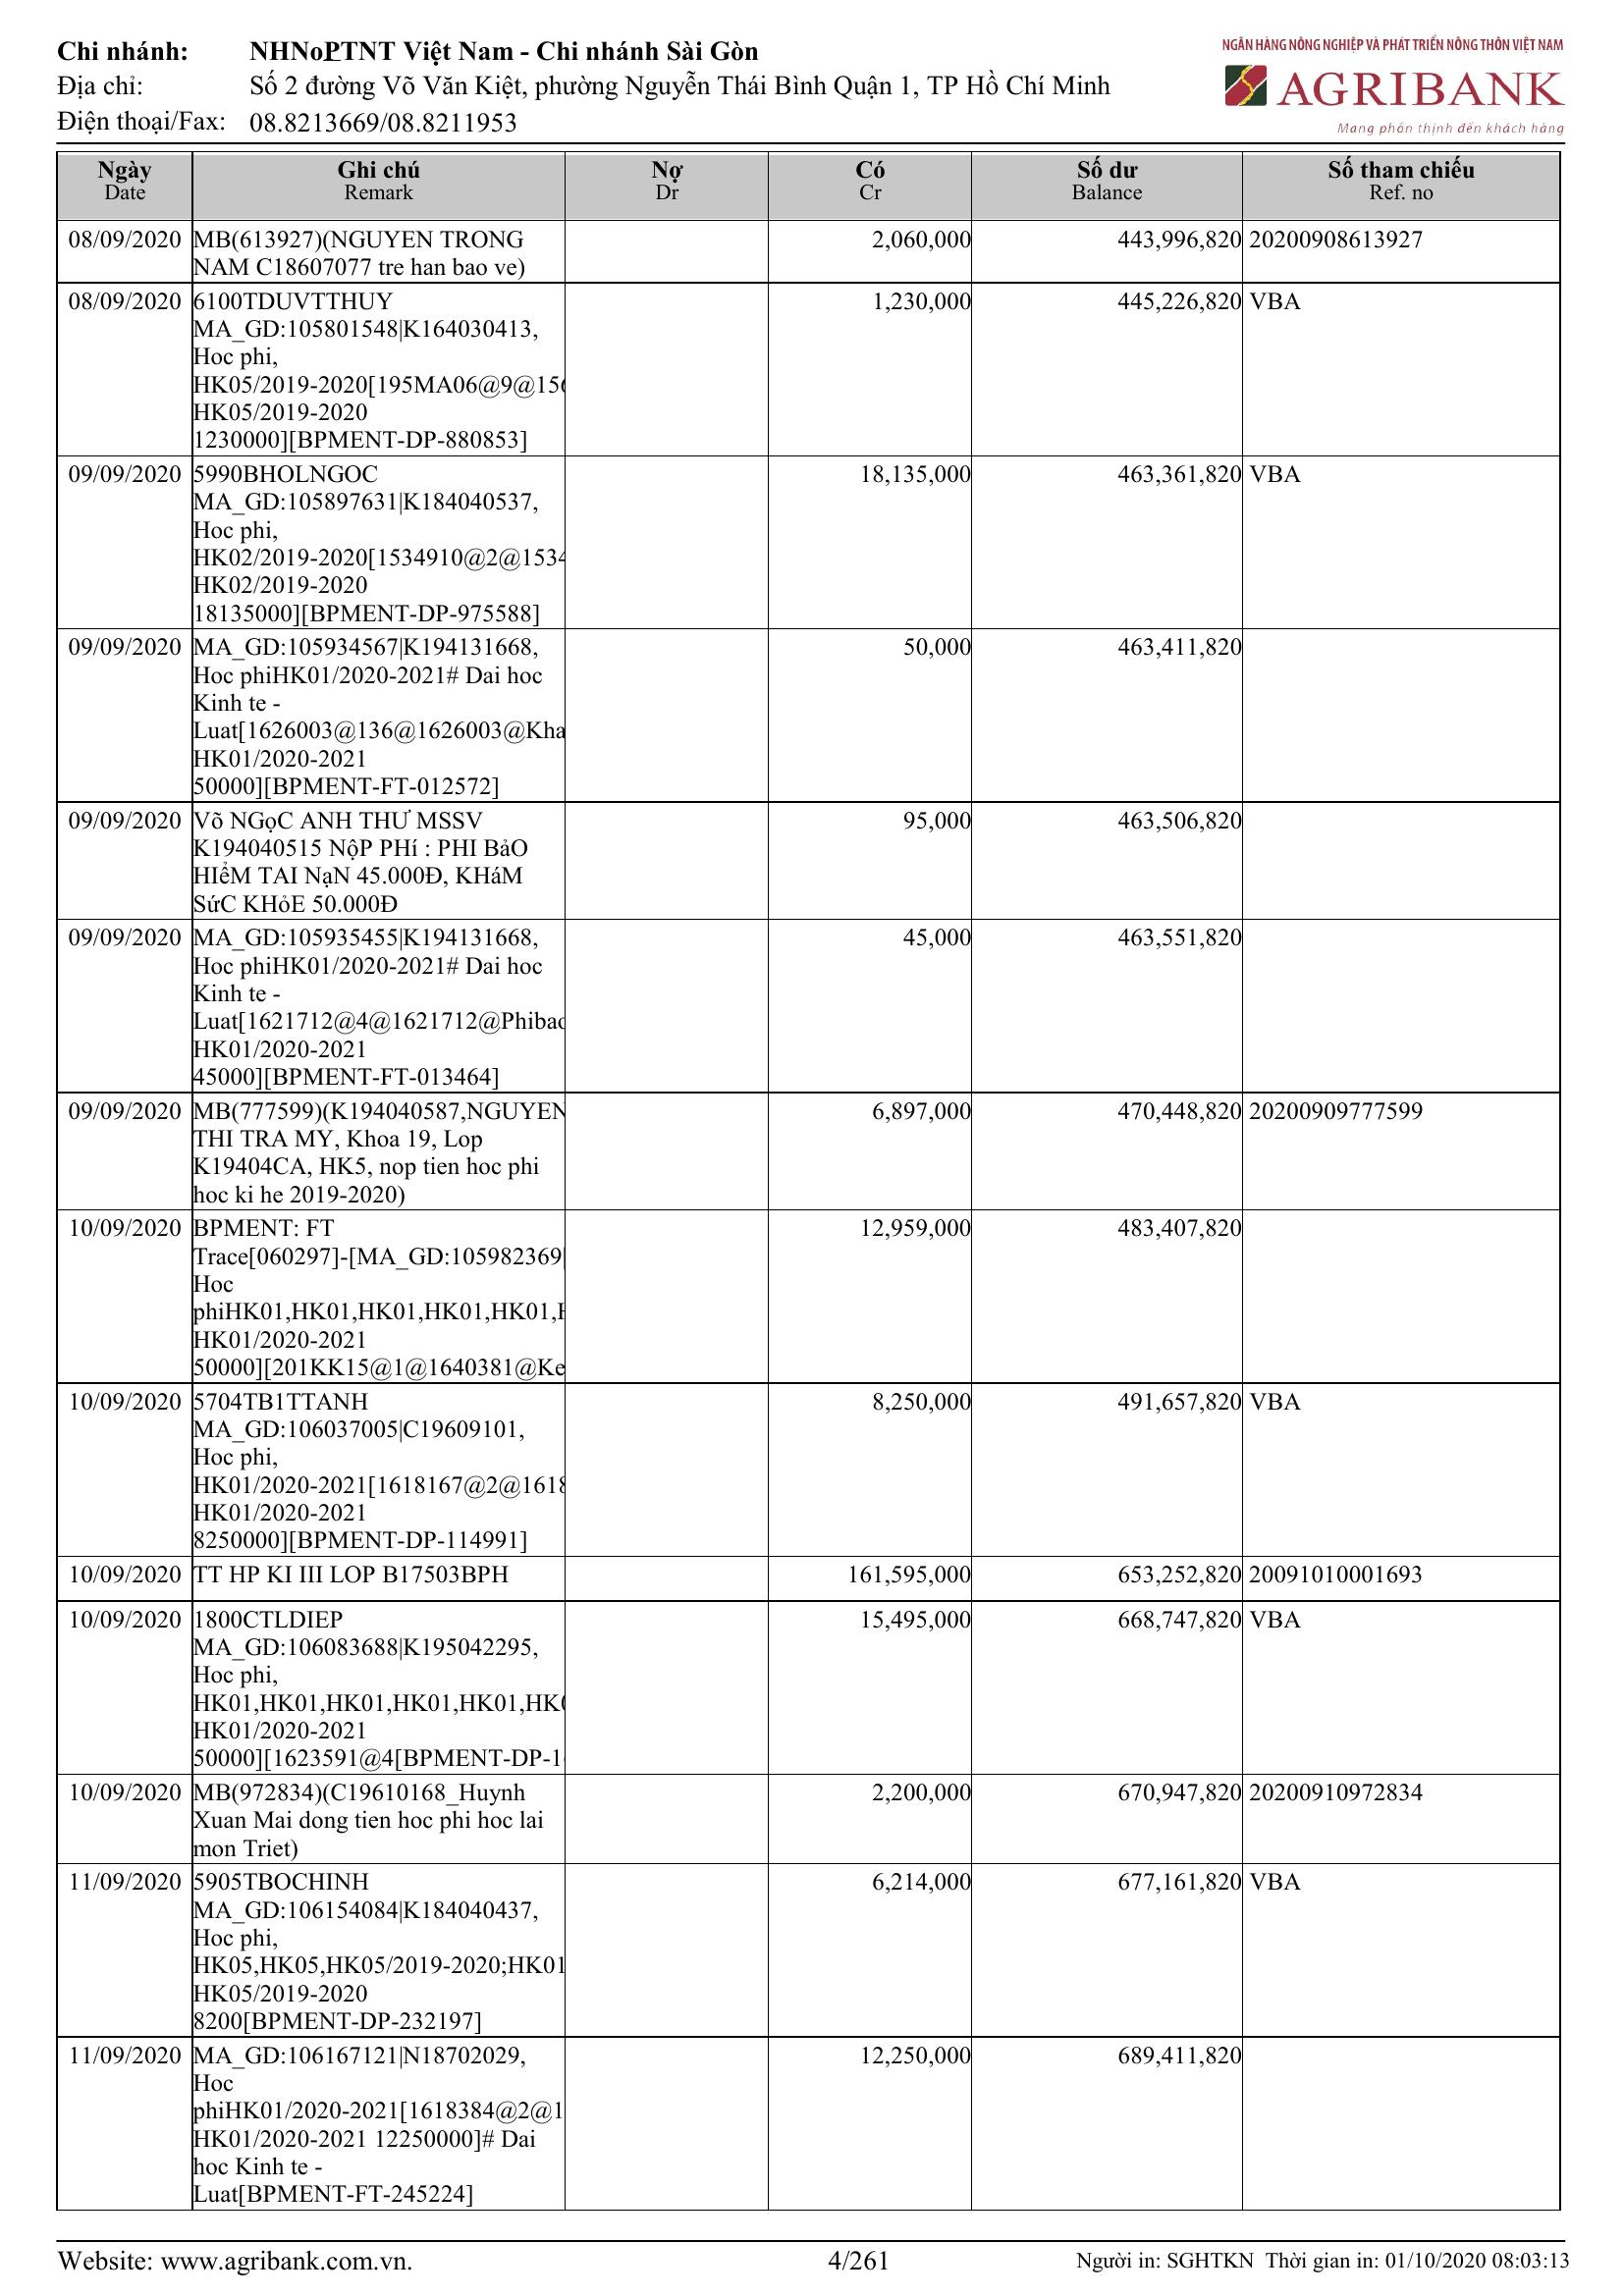 Chi nhánh: NHNoPTNT Việt Nam - Chi nhánh Sài Gòn
Địa chỉ: Số 2 đường Võ Văn Kiệt, phường Nguyễn Thái Bình Quận 1, TP Hồ Chí Minh
Điện thoại/Fax: 08.8213669/08.8211953
NGÂN HÀNG NÔNG NGHIỆP VÀ PHÁT TRIỂN NÔNG THÔN VIỆT NAM
AGRIBANK
Mang phồn thịnh đến khách hàng
Ngày Ghi chú Nợ Có Số dư Số tham chiếu
Date Remark Dr Cr Balance Ref. no
08/09/2020 MB(613927)(NGUYEN TRONG 2,060,000 443,996,820 20200908613927
NAM C18607077 tre han bao ve)
08/09/2020 6100TDUVTTHUY 1,230,000 445,226,820 VBA
MA_GD:105801548|K164030413,
Hoc phi,
HK05/2019-2020[195MA06@9@156
HK05/2019-2020
1230000][BPMENT-DP-880853]
09/09/2020 5990BHOLNGOC 18,135,000 463,361,820 VBA
MA_GD:105897631|K184040537,
Hoc phi,
HK02/2019-2020[1534910@2@1534
HK02/2019-2020
18135000][BPMENT-DP-975588]
09/09/2020 MA_GD:105934567|K194131668, 50,000 463,411,820
Hoc phiHK01/2020-2021# Dai hoc
Kinh te -
Luat[1626003@136@1626003@Kha
HK01/2020-2021
50000][BPMENT-FT-012572]
09/09/2020 Võ NGọC ANH THƯ MSSV 95,000 463,506,820
K194040515 NộP PHí : PHI BảO
HIểM TAI NạN 45.000Đ, KHáM
SứC KHỏE 50.000Đ
09/09/2020 MA_GD:105935455|K194131668, 45,000 463,551,820
Hoc phiHK01/2020-2021# Dai hoc
Kinh te -
Luat[1621712@4@1621712@Phibao
HK01/2020-2021
45000][BPMENT-FT-013464]
09/09/2020 MB(777599)(K194040587,NGUYEN 6,897,000 470,448,820 20200909777599
THI TRA MY, Khoa 19, Lop
K19404CA, HK5, nop tien hoc phi
hoc ki he 2019-2020)
10/09/2020 BPMENT: FT 12,959,000 483,407,820
Trace[060297]-[MA_GD:105982369|
Hoc
phiHK01,HK01,HK01,HK01,HK01,H
HK01/2020-2021
50000][201KK15@1@1640381@Ke
10/09/2020 5704TB1TTANH 8,250,000 491,657,820 VBA
MA_GD:106037005|C19609101,
Hoc phi,
HK01/2020-2021[1618167@2@1618
HK01/2020-2021
8250000][BPMENT-DP-114991]
10/09/2020 TT HP KI III LOP B17503BPH 161,595,000 653,252,820 20091010001693
10/09/2020 1800CTLDIEP 15,495,000 668,747,820 VBA
MA_GD:106083688|K195042295,
Hoc phi,
HK01,HK01,HK01,HK01,HK01,HK0
HK01/2020-2021
50000][1623591@4[BPMENT-DP-1
10/09/2020 MB(972834)(C19610168_Huynh 2,200,000 670,947,820 20200910972834
Xuan Mai dong tien hoc phi hoc lai
mon Triet)
11/09/2020 5905TBOCHINH 6,214,000 677,161,820 VBA
MA_GD:106154084|K184040437,
Hoc phi,
HK05,HK05,HK05/2019-2020;HK01
HK05/2019-2020
8200[BPMENT-DP-232197]
11/09/2020 MA_GD:106167121|N18702029, 12,250,000 689,411,820
Hoc
phiHK01/2020-2021[1618384@2@1
HK01/2020-2021 12250000]# Dai
hoc Kinh te -
Luat[BPMENT-FT-245224]
Website: www.agribank.com.vn. 4/261 Người in: SGHTKN Thời gian in: 01/10/2020 08:03:13